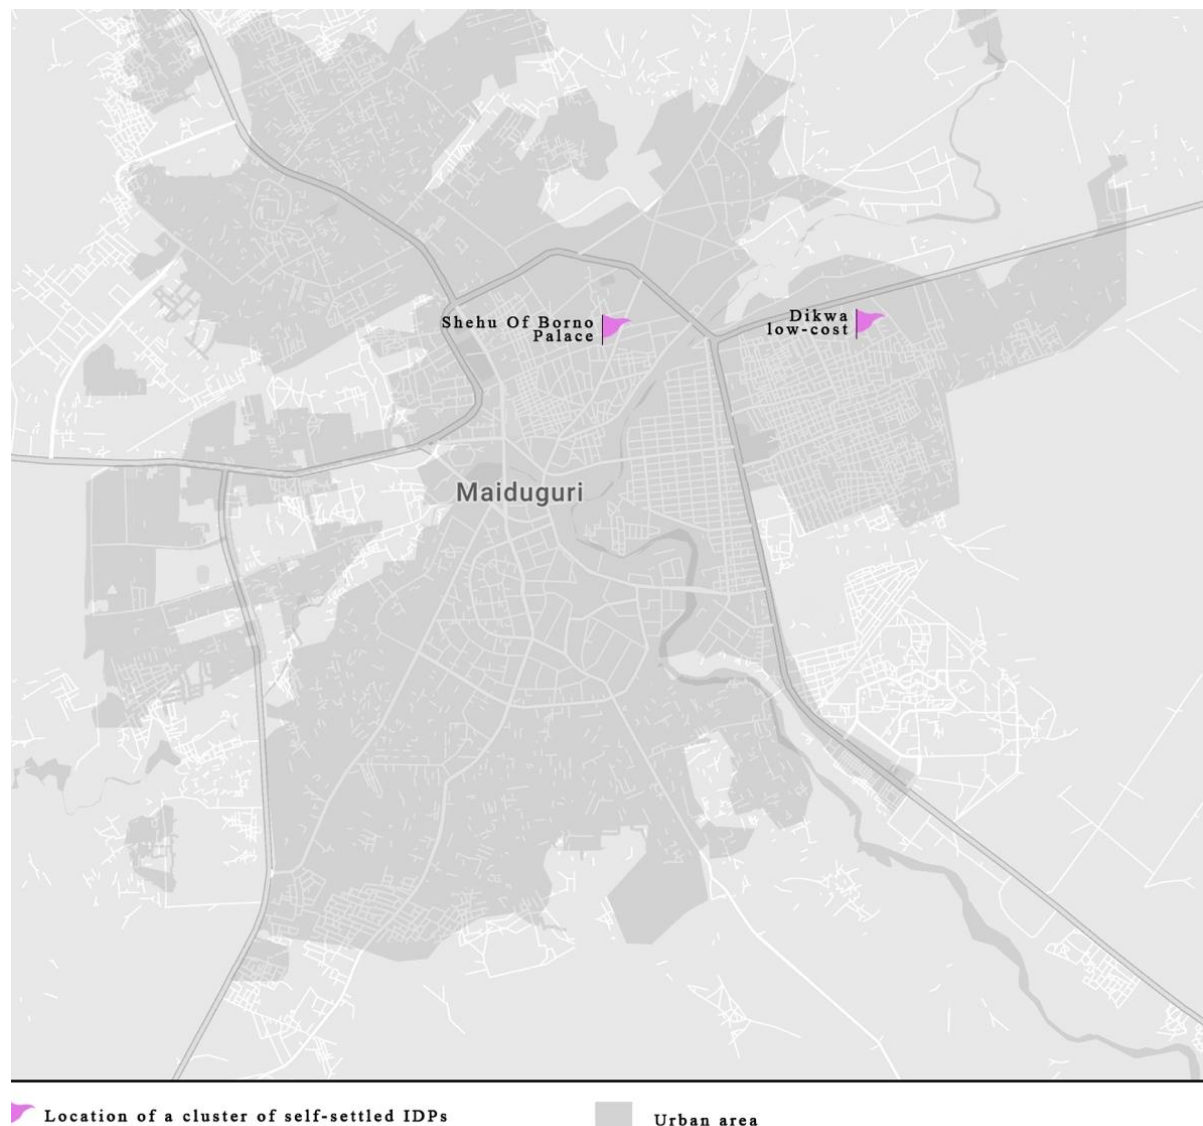 Shehu Of Borno
Palace
Dikwa
low-cost
Maiduguri
Location of a cluster of self-settled IDPs
Urban area